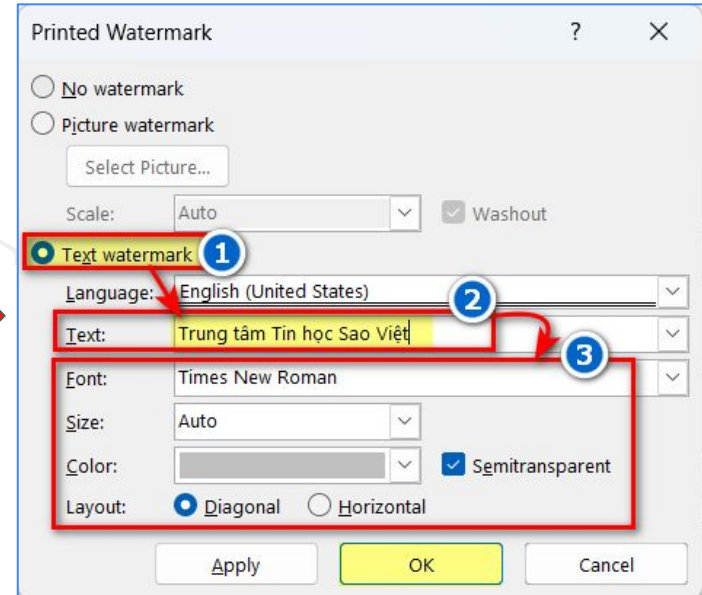 Printed Watermark ? ×
No watermark
Picture watermark
Select Picture...
Scale: Auto Washout
Text watermark 1
Language: English (United States) 2
Text: Trung tâm Tin học Sao Việt 3
Font: Times New Roman
Size: Auto
Color: Semitransparent
Layout: Diagonal Horizontal
Apply OK Cancel